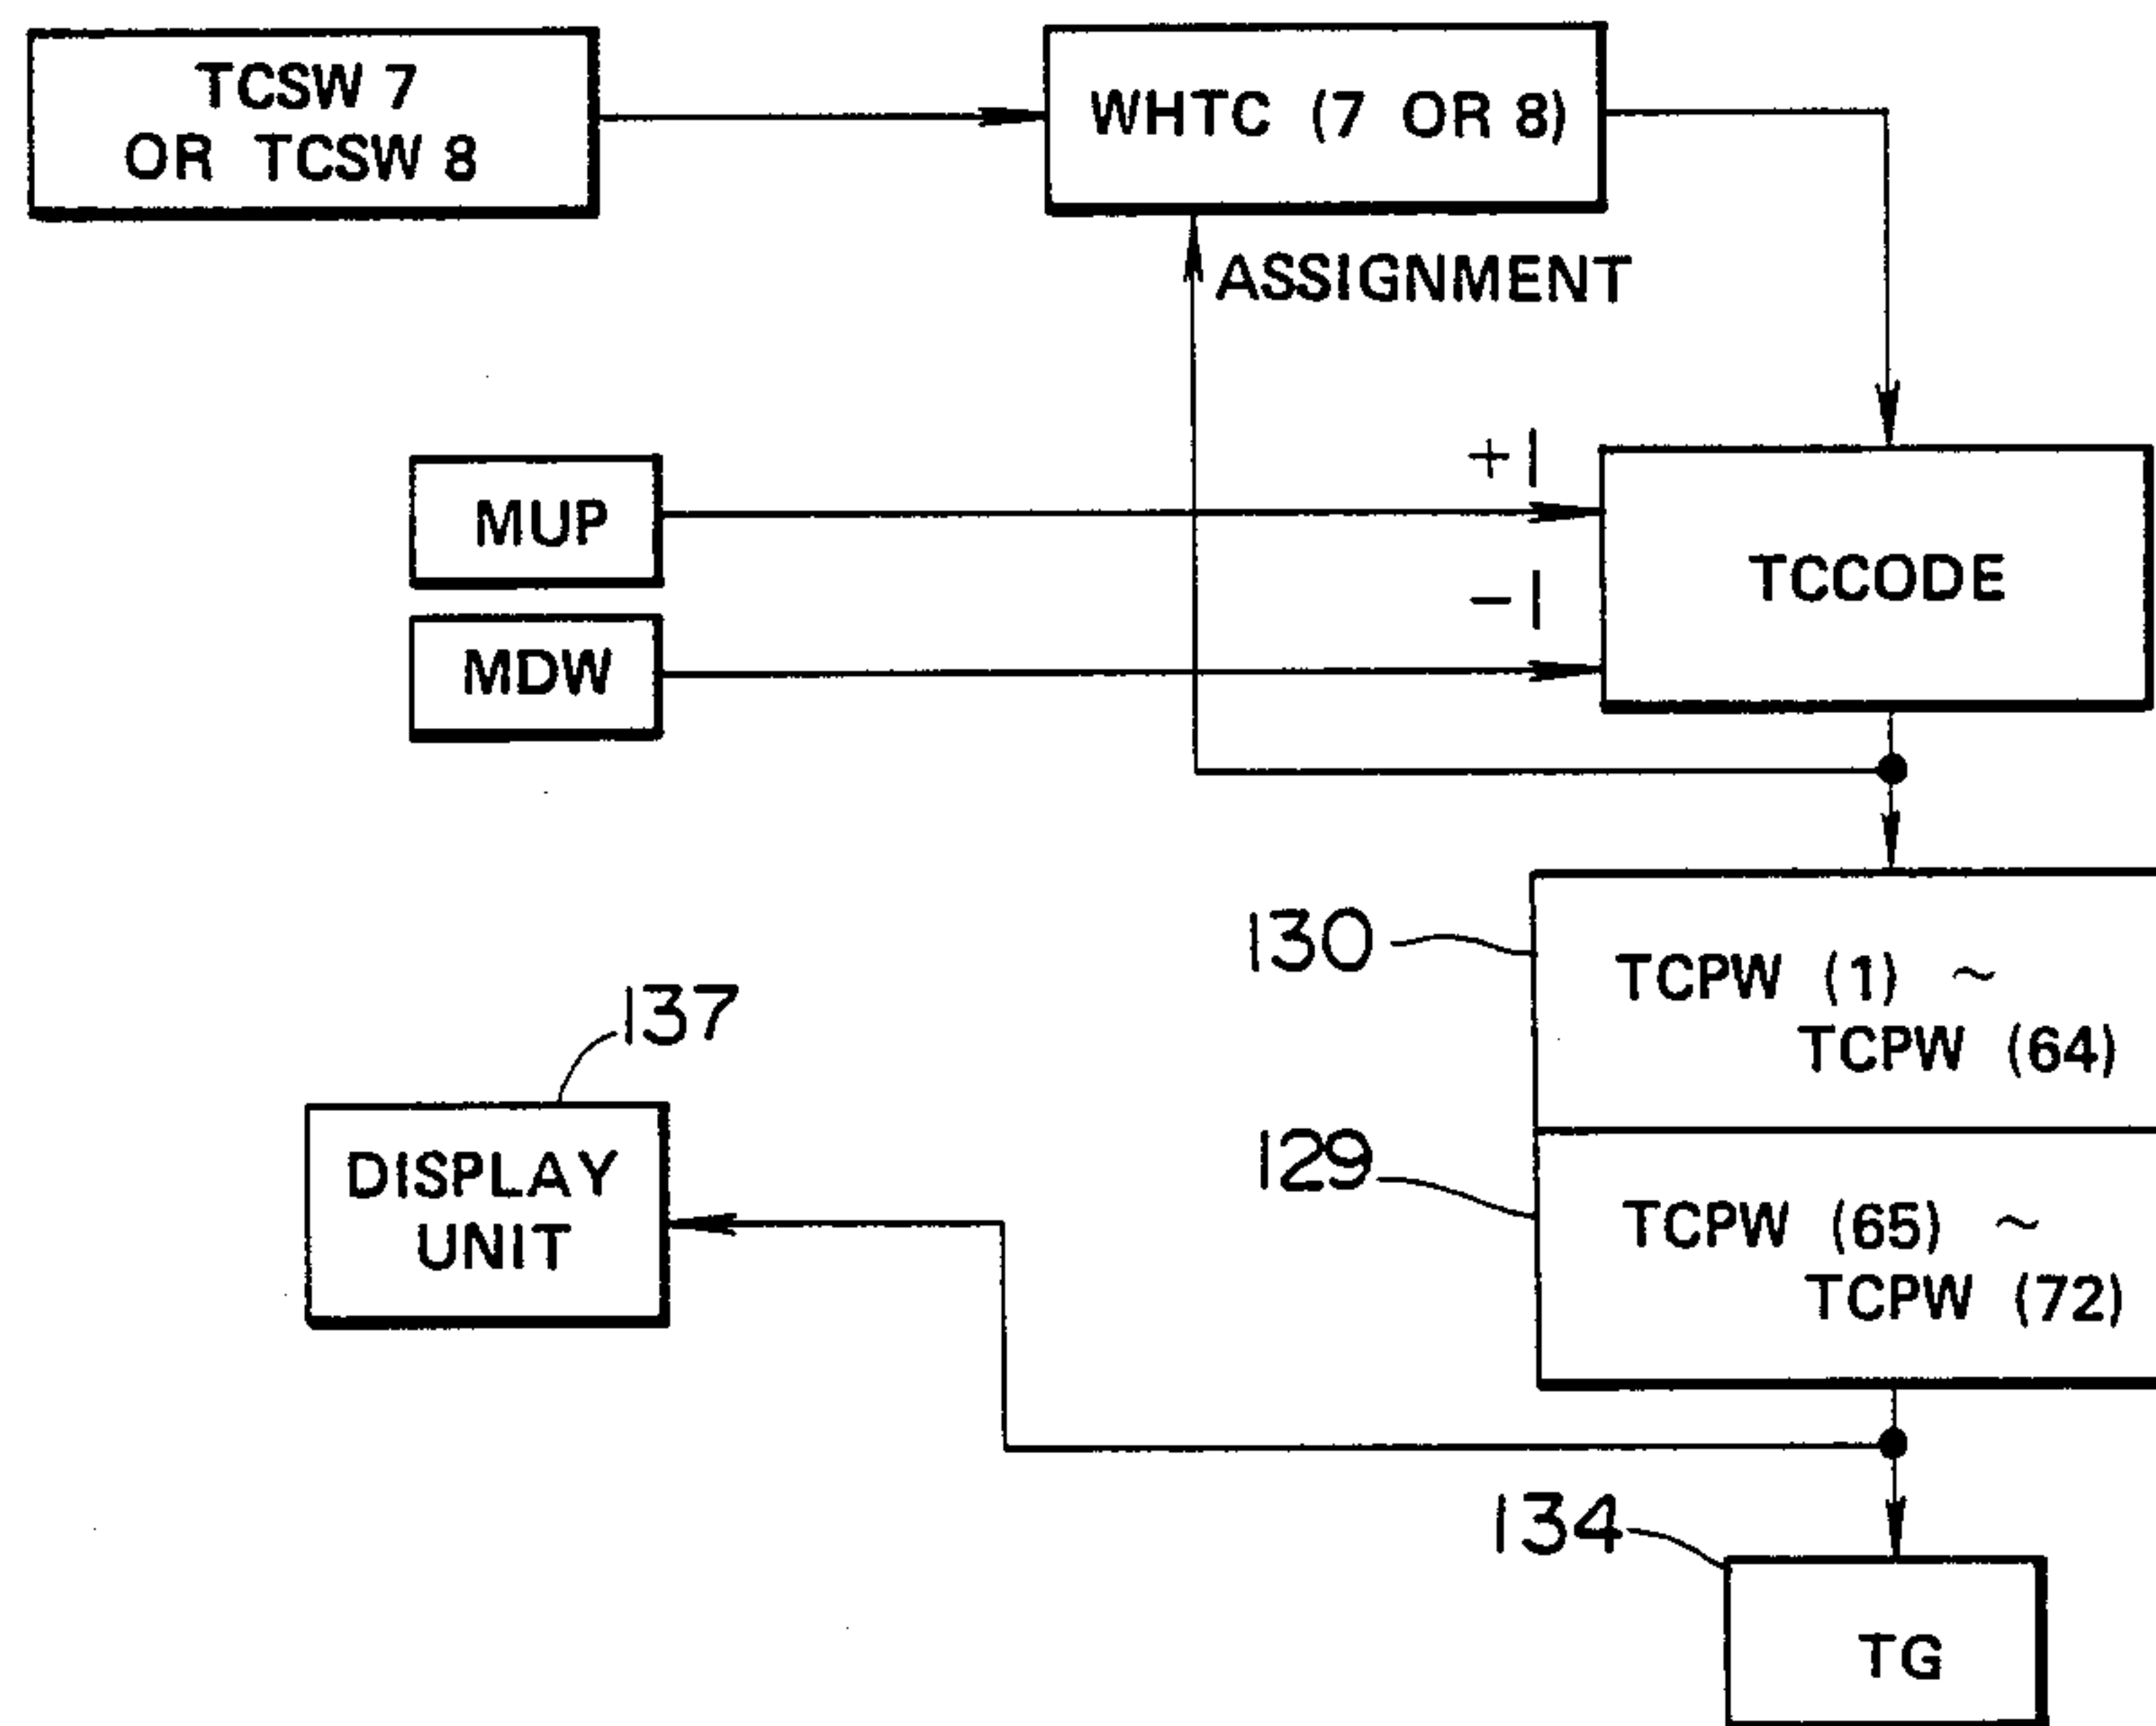 TCSW 7
OR TCSW 8
WHTC (7 OR 8)
ASSIGNMENT
+1
MUP
TCCODE
-1
MDW
130
TCPW (1) ~
TCPW (64)
137
129
DISPLAY
UNIT
TCPW (65) ~
TCPW (72)
134
TG